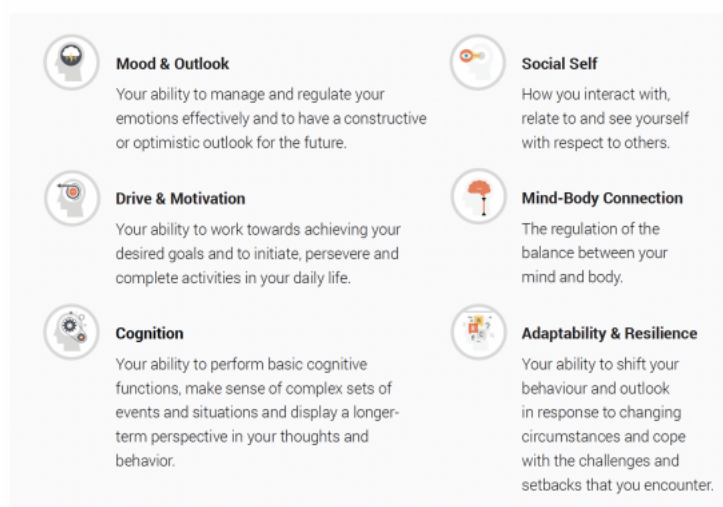 Mood & Outlook
Your ability to manage and regulate your
emotions effectively and to have a constructive
or optimistic outlook for the future.
Drive & Motivation
Your ability to work towards achieving your
desired goals and to initiate, persevere and
complete activities in your daily life.
Cognition
Your ability to perform basic cognitive
functions, make sense of complex sets of
events and situations and display a longer-
term perspective in your thoughts and
behavior.
Social Self
How you interact with,
relate to and see yourself
with respect to others.
Mind-Body Connection
The regulation of the
balance between your
mind and body.
Adaptability & Resilience
Your ability to shift your
behaviour and outlook
in response to changing
circumstances and cope
with the challenges and
setbacks that you encounter.